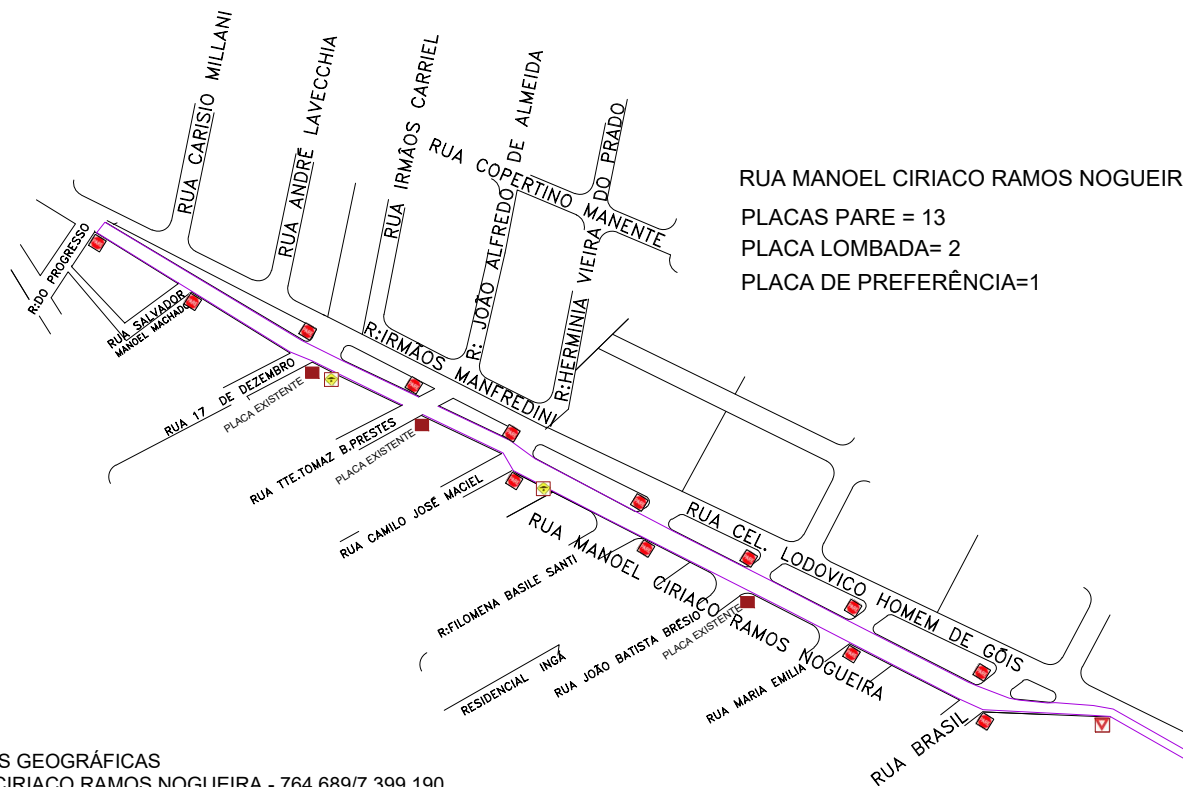 RUA CARISIO MILLANI
RUA ANDRÉ LAVECCHIA
RUA IRMÃOS CARRIEL
R: JOÃO ALFREDO DE ALMEIDA
RUA COPERTINO MANENTE
R:HERMINIA VIEIRA DO PRADO
RUA MANOEL CIRIACO RAMOS NOGUEIR
PLACAS PARE = 13
PLACA LOMBADA= 2
PLACA DE PREFERÊNCIA=1
R:DO PROGRESSO
RUA SALVADOR
MANOEL MACHADO
R:IRMÃOS MANFREDINI
RUA 17 DE DEZEMBRO
PLACA EXISTENTE
RUA TTE.TOMAZ B.PRESTES
PLACA EXISTENTE
RUA CAMILO JOSÉ MACIEL
RUA CEL. LODOVICO HOMEM DE GÓIS
RUA MANOEL CIRIACO RAMOS NOGUEIRA
R:FILOMENA BASILE SANTI
RESIDENCIAL INGÁ
RUA JOÃO BATISTA BRÉSIO
PLACA EXISTENTE
RUA MARIA EMILIA
RUA BRASIL
S GEOGRÁFICAS
CIRIACO RAMOS NOGUEIRA - 764.689/7.399.190